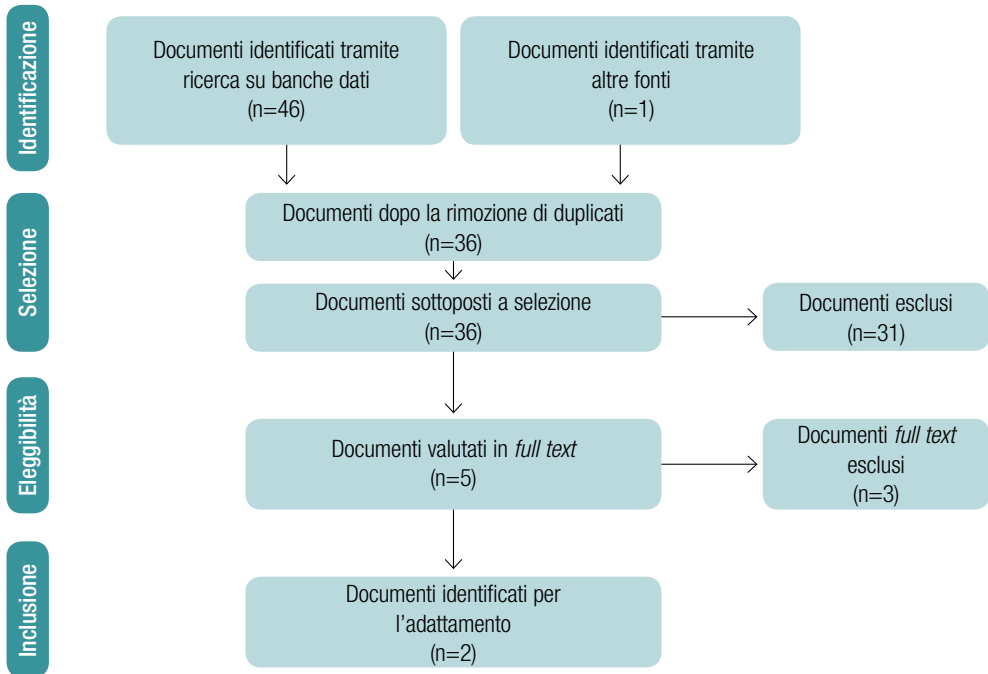 Identificazione
Documenti identificati tramite
ricerca su banche dati
(n=46)
Documenti identificati tramite
altre fonti
(n=1)
Selezione
Documenti dopo la rimozione di duplicati
(n=36)
Documenti sottoposti a selezione
(n=36)
Documenti esclusi
(n=31)
Eleggibilità
Documenti valutati in full text
(n=5)
Documenti full text
esclusi
(n=3)
Inclusione
Documenti identificati per
l'adattamento
(n=2)